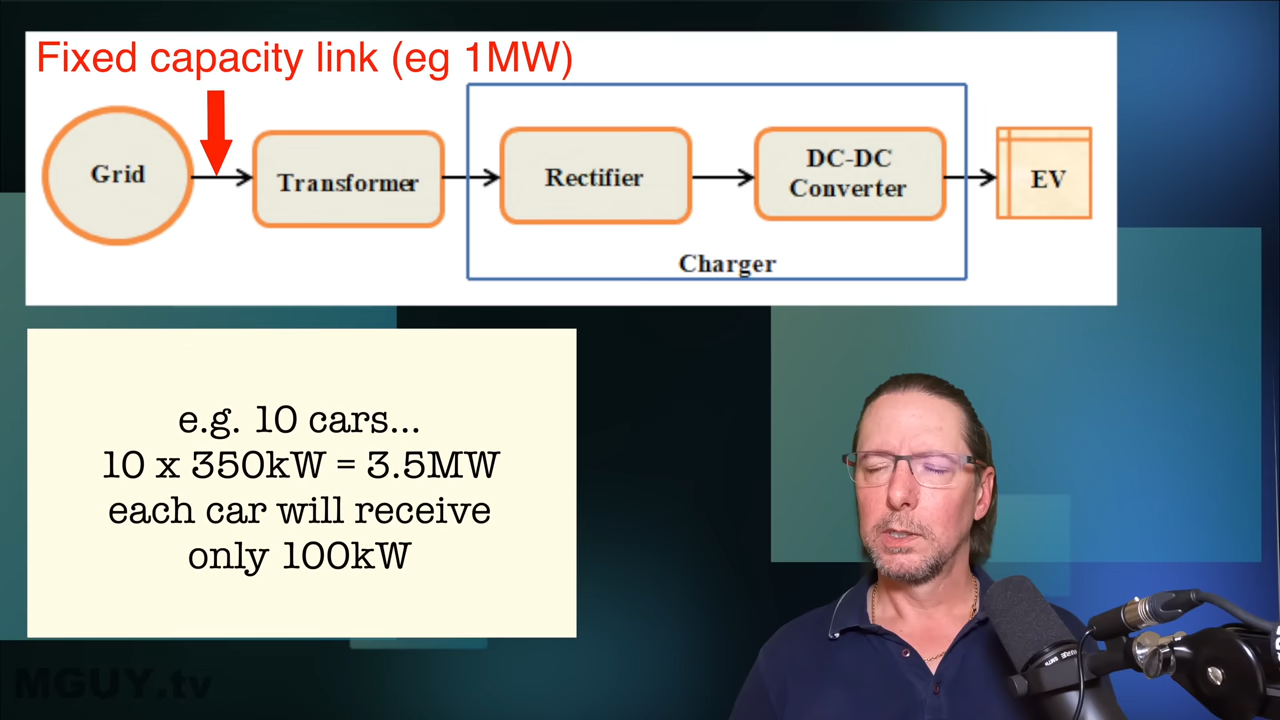 Fixed capacity link (eg 1MW)
Grid
Transformer
Rectifier
DC-DC
Converter
EV
Charger
e.g. 10 cars...
10 x 350kW = 3.5MW
each car will receive
only 100kW
MGUY.tv